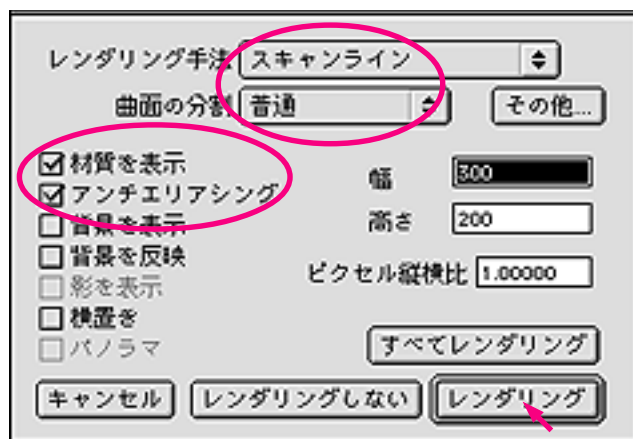 レンダリング手法 スキャンライン
曲面の分割 普通 その他...
材質を表示
アンチエリアシング
背景を表示
背景を反映
影を表示
横置き
パノラマ
幅 300
高さ 200
ピクセル縦横比 1.00000
すべてレンダリング
キャンセル レンダリングしない レンダリング